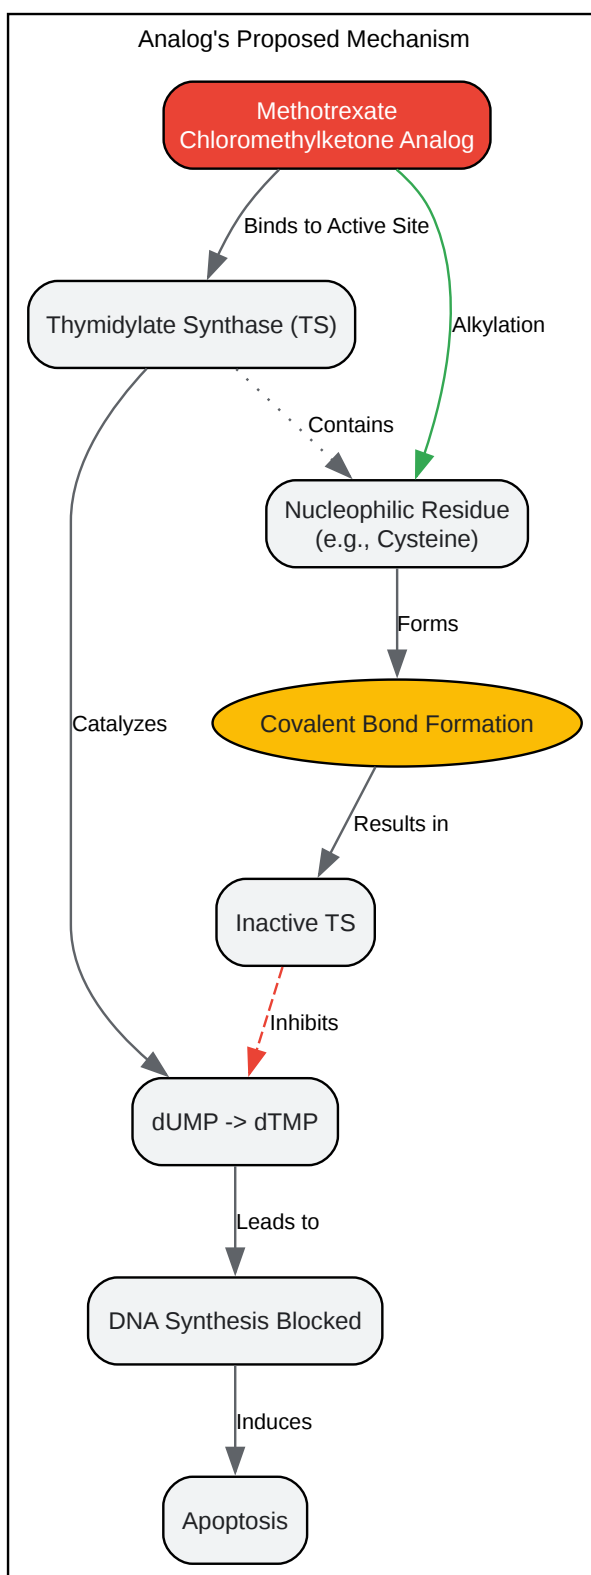 Analog's Proposed Mechanism
Methotrexate
Chloromethylketone Analog
Binds to Active Site
Thymidylate Synthase (TS)
Alkylation
Contains
Nucleophilic Residue
(e.g., Cysteine)
Forms
Catalyzes
Covalent Bond Formation
Results in
Inactive TS
Inhibits
dUMP -> dTMP
Leads to
DNA Synthesis Blocked
Induces
Apoptosis